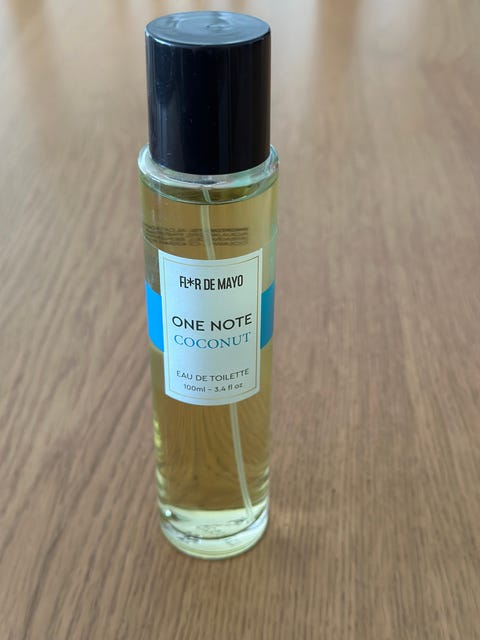 FL*R DE MAYO
ONE NOTE
COCONUT
EAU DE TOILETTE
100ml – 3.4 fl oz